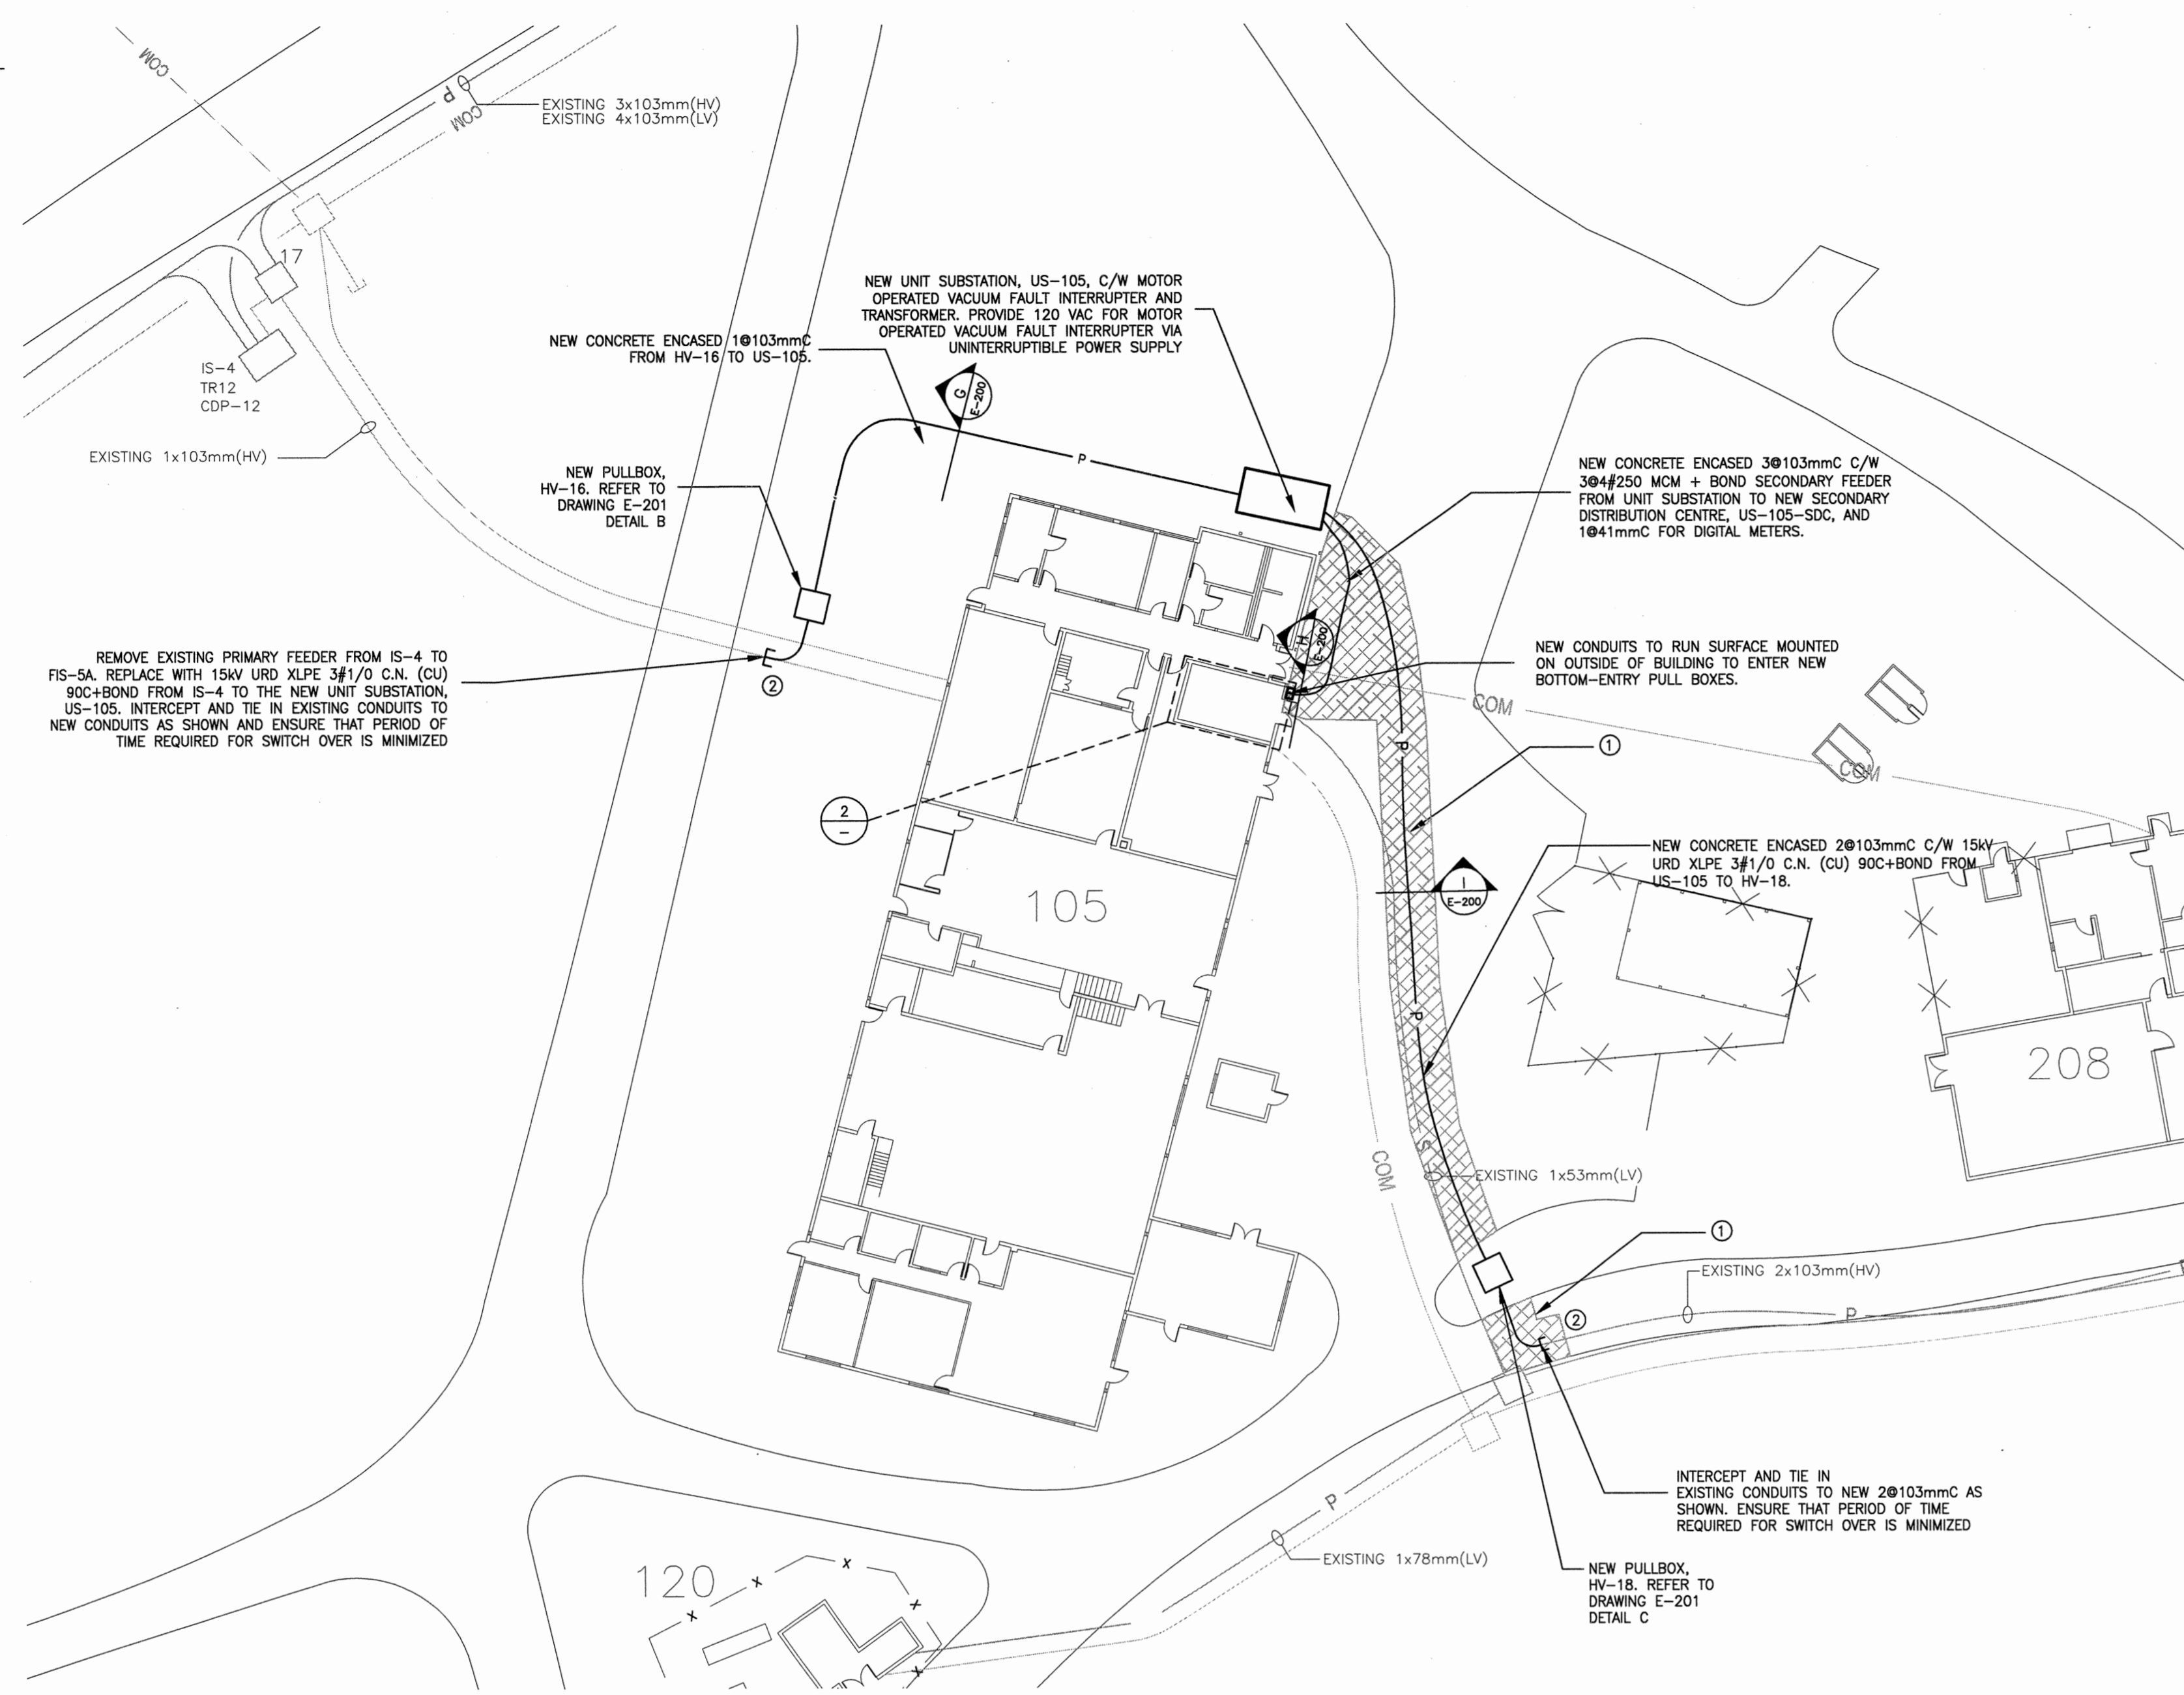 COM
P
COM
EXISTING 3x103mm(HV)
EXISTING 4x103mm(LV)
17
IS-4
TR12
CDP-12
EXISTING 1x103mm(HV)
NEW UNIT SUBSTATION, US-105, C/W MOTOR
OPERATED VACUUM FAULT INTERRUPTER AND
TRANSFORMER. PROVIDE 120 VAC FOR MOTOR
OPERATED VACUUM FAULT INTERRUPTER VIA
UNINTERRUPTIBLE POWER SUPPLY
NEW CONCRETE ENCASED 1@103mmC
FROM HV-16 TO US-105.
G
E-200
P
NEW PULLBOX,
HV-16. REFER TO
DRAWING E-201
DETAIL B
NEW CONCRETE ENCASED 3@103mmC C/W
3@4#250 MCM + BOND SECONDARY FEEDER
FROM UNIT SUBSTATION TO NEW SECONDARY
DISTRIBUTION CENTRE, US-105-SDC, AND
1@41mmC FOR DIGITAL METERS.
H
E-200
NEW CONDUITS TO RUN SURFACE MOUNTED
ON OUTSIDE OF BUILDING TO ENTER NEW
BOTTOM-ENTRY PULL BOXES.
REMOVE EXISTING PRIMARY FEEDER FROM IS-4 TO
FIS-5A. REPLACE WITH 15kV URD XLPE 3#1/0 C.N. (CU)
90C+BOND FROM IS-4 TO THE NEW UNIT SUBSTATION,
US-105. INTERCEPT AND TIE IN EXISTING CONDUITS TO
NEW CONDUITS AS SHOWN AND ENSURE THAT PERIOD OF
TIME REQUIRED FOR SWITCH OVER IS MINIMIZED
2
COM
P
1
COM
2
–
NEW CONCRETE ENCASED 2@103mmC C/W 15kV
URD XLPE 3#1/0 C.N. (CU) 90C+BOND FROM
US-105 TO HV-18.
I
E-200
105
P
208
S
COM
EXISTING 1x53mm(LV)
1
EXISTING 2x103mm(HV)
2
P
INTERCEPT AND TIE IN
EXISTING CONDUITS TO NEW 2@103mmC AS
SHOWN. ENSURE THAT PERIOD OF TIME
REQUIRED FOR SWITCH OVER IS MINIMIZED
P
EXISTING 1x78mm(LV)
NEW PULLBOX,
HV-18. REFER TO
DRAWING E-201
DETAIL C
120
x
x
x
x
x